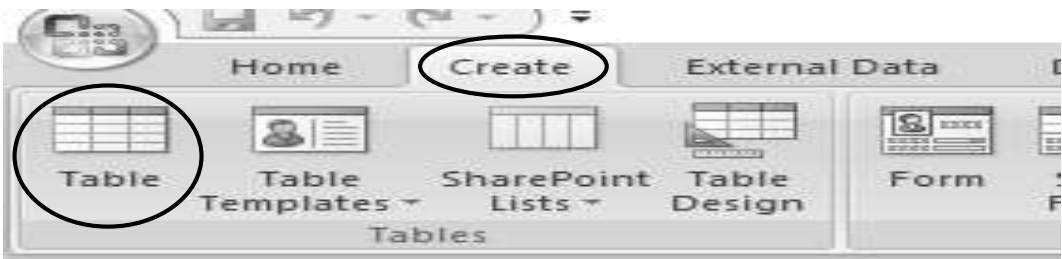 Home Create External Data
Table Table Templates SharePoint Lists Table Design Form
Tables